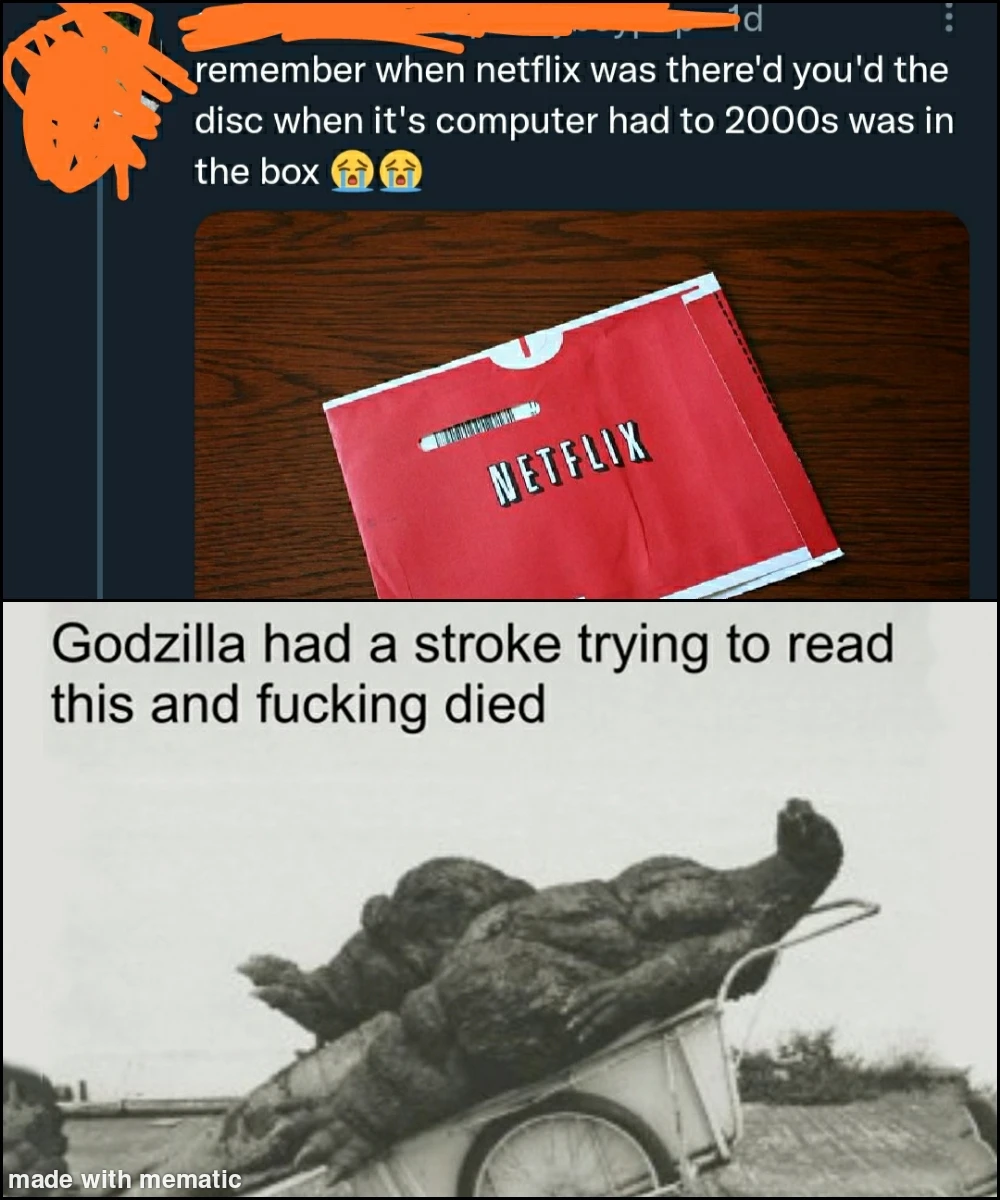 1d
remember when netflix was there'd you'd the
disc when it's computer had to 2000s was in
the box 😭😭
NETFLIX
Godzilla had a stroke trying to read
this and fucking died
made with mematic